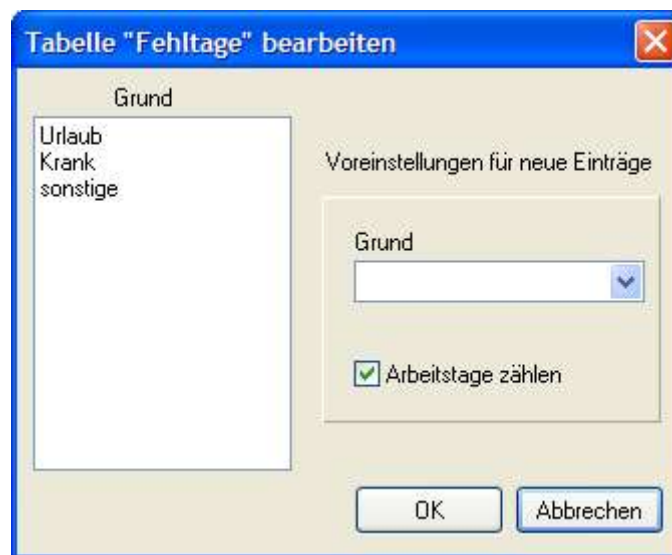 Tabelle "Fehltage" bearbeiten
Grund
Urlaub
Krank
sonstige
Voreinstellungen für neue Einträge
Grund
Arbeitstage zählen
OK
Abbrechen